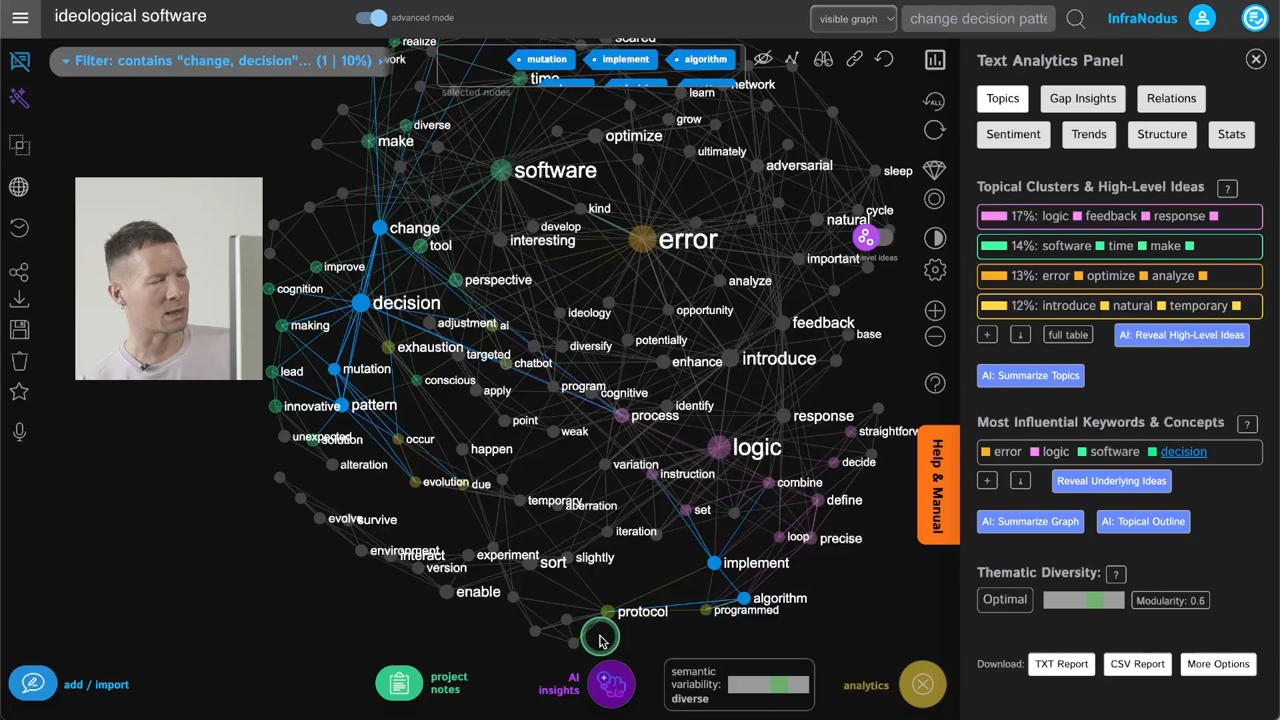 ideological software
advanced mode
visible graph
change decision patte
InfraNodus
Filter: contains "change, decision"... (1 | 10%)
mutation
implement
algorithm
selected nodes
realize
scared
time
network
learn
grow
diverse
make
optimize
ultimately
adversarial
software
sleep
kind
cycle
natural
change
develop
interesting
error
tool
important
improve
perspective
analyze
cognition
decision
ideology
opportunity
making
adjustment
ai
feedback
base
exhaustion
targeted
diversify
potentially
chatbot
enhance
introduce
lead
mutation
conscious
apply
program
cognitive
innovative
pattern
point
process
identify
response
unexpected
solution
occur
weak
straightforw
happen
logic
alteration
variation
instruction
decide
evolution
due
combine
temporary
aberration
set
define
evolve
survive
iteration
loop
precise
environment
interact
experiment
slightly
version
sort
implement
enable
algorithm
protocol
programmed
add / import
project
notes
AI
insights
semantic
variability:
diverse
analytics
Help & Manual
Text Analytics Panel
Topics
Gap Insights
Relations
Sentiment
Trends
Structure
Stats
Topical Clusters & High-Level Ideas
?
17%: logic feedback response
14%: software time make
13%: error optimize analyze
12%: introduce natural temporary
+
↓
full table
AI: Reveal High-Level Ideas
AI: Summarize Topics
Most Influential Keywords & Concepts
?
error logic software decision
+
↓
Reveal Underlying Ideas
AI: Summarize Graph
AI: Topical Outline
Thematic Diversity:
?
Optimal
Modularity: 0.6
Download:
TXT Report
CSV Report
More Options